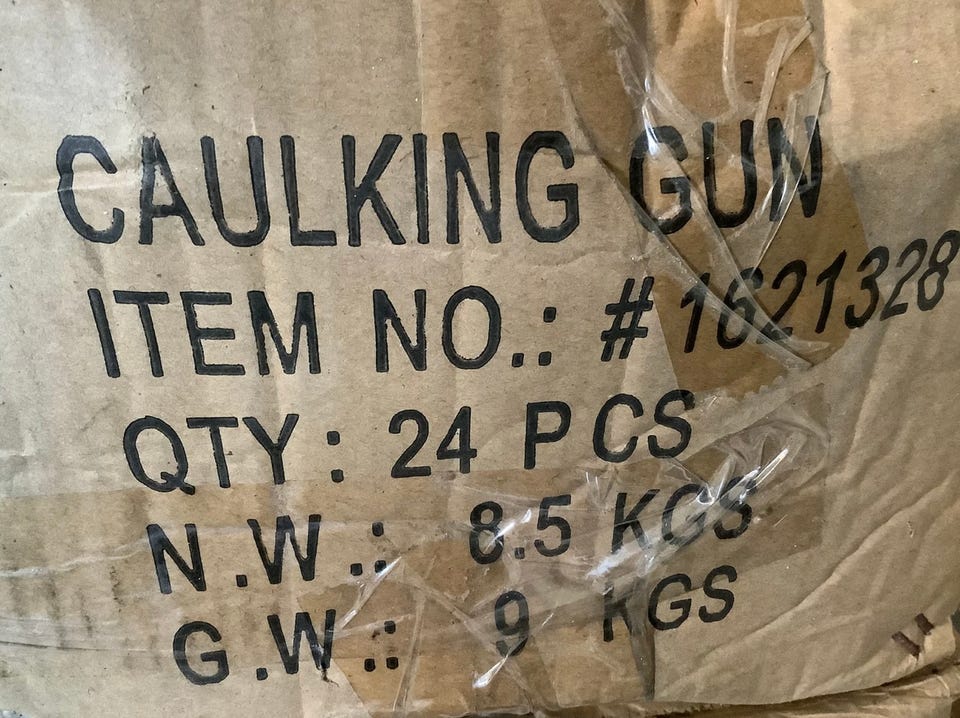 CAULKING GUN
ITEM NO.: #1621328
QTY: 24 PCS
N.W.: 8.5 KGS
G.W.: 9 KGS